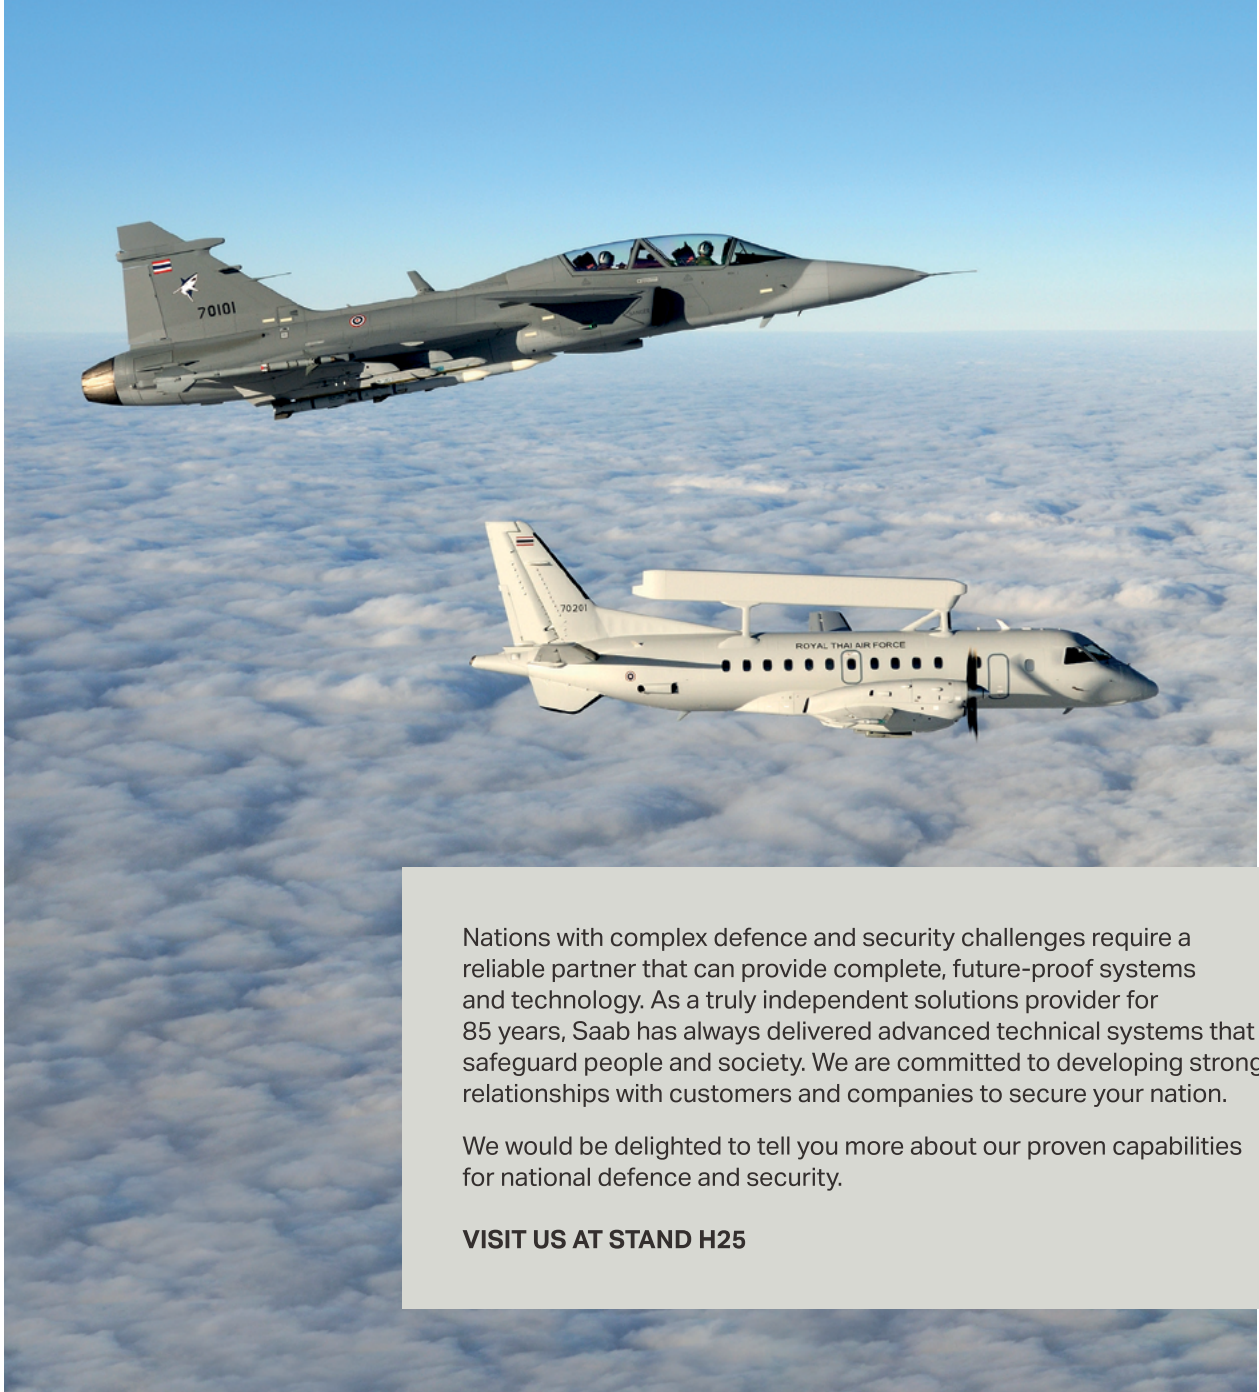 70101
70201
ROYAL THAI AIR FORCE
Nations with complex defence and security challenges require a
reliable partner that can provide complete, future-proof systems
and technology. As a truly independent solutions provider for
85 years, Saab has always delivered advanced technical systems that
safeguard people and society. We are committed to developing strong
relationships with customers and companies to secure your nation.
We would be delighted to tell you more about our proven capabilities
for national defence and security.
VISIT US AT STAND H25